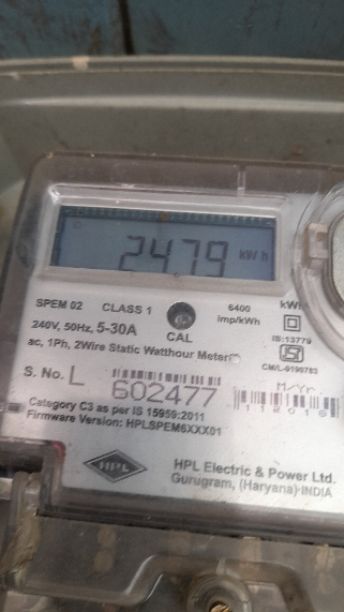 2479 kWh
SPEM 02 CLASS 1 6400 imp/kWh kWh
240V, 50Hz, 5-30A CAL IS:13779
ac, 1Ph, 2Wire Static Watthour Meter
CM/L-9190783
S. No. L 602477 M/Yr
Category C3 as per IS 15959:2011
Firmware Version: HPLSPEM6XXX01
HPL HPL Electric & Power Ltd.
Gurugram, (Haryana)-INDIA